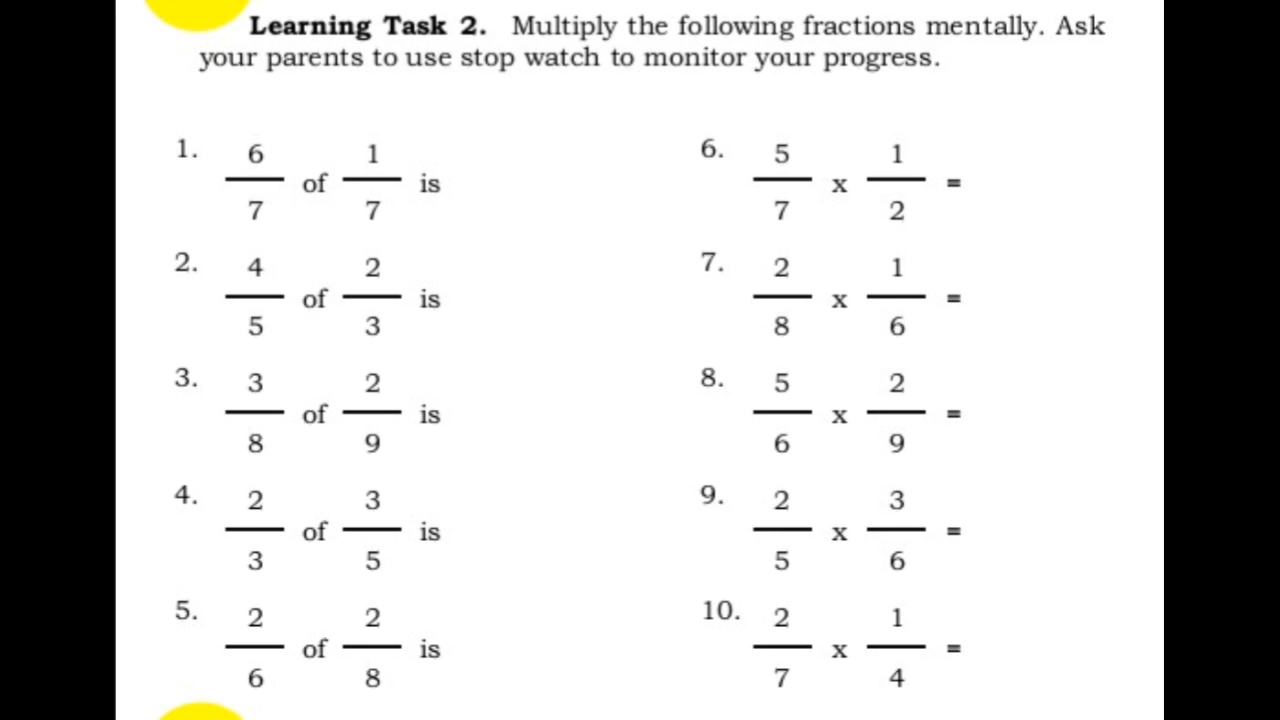 Learning Task 2. Multiply the following fractions mentally. Ask
your parents to use stop watch to monitor your progress.
1. 6/7 of 1/7 is
6. 5/7 x 1/2 =
2. 4/5 of 2/3 is
7. 2/8 x 1/6 =
3. 3/8 of 2/9 is
8. 5/6 x 2/9 =
4. 2/3 of 3/5 is
9. 2/5 x 3/6 =
5. 2/6 of 2/8 is
10. 2/7 x 1/4 =